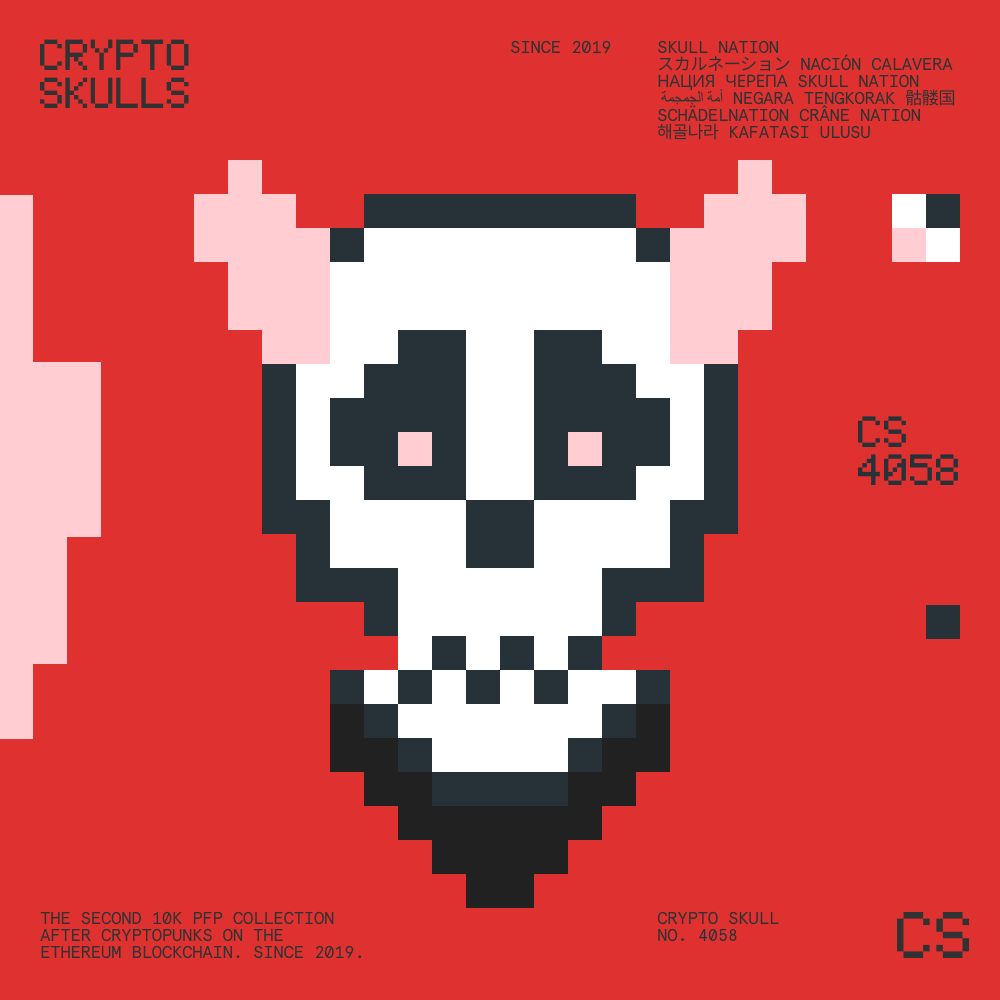 CRYPTO
SKULLS
SINCE 2019
SKULL NATION
スカルネーション NACIÓN CALAVERA
НАЦИЯ ЧЕРЕПА SKULL NATION
أمة الجمجمة NEGARA TENGKORAK 骷髅国
SCHÄDELNATION CRÂNE NATION
해골나라 KAFATASI ULUSU
CS
4058
THE SECOND 10K PFP COLLECTION
AFTER CRYPTOPUNKS ON THE
ETHEREUM BLOCKCHAIN. SINCE 2019.
CRYPTO SKULL
NO. 4058
CS